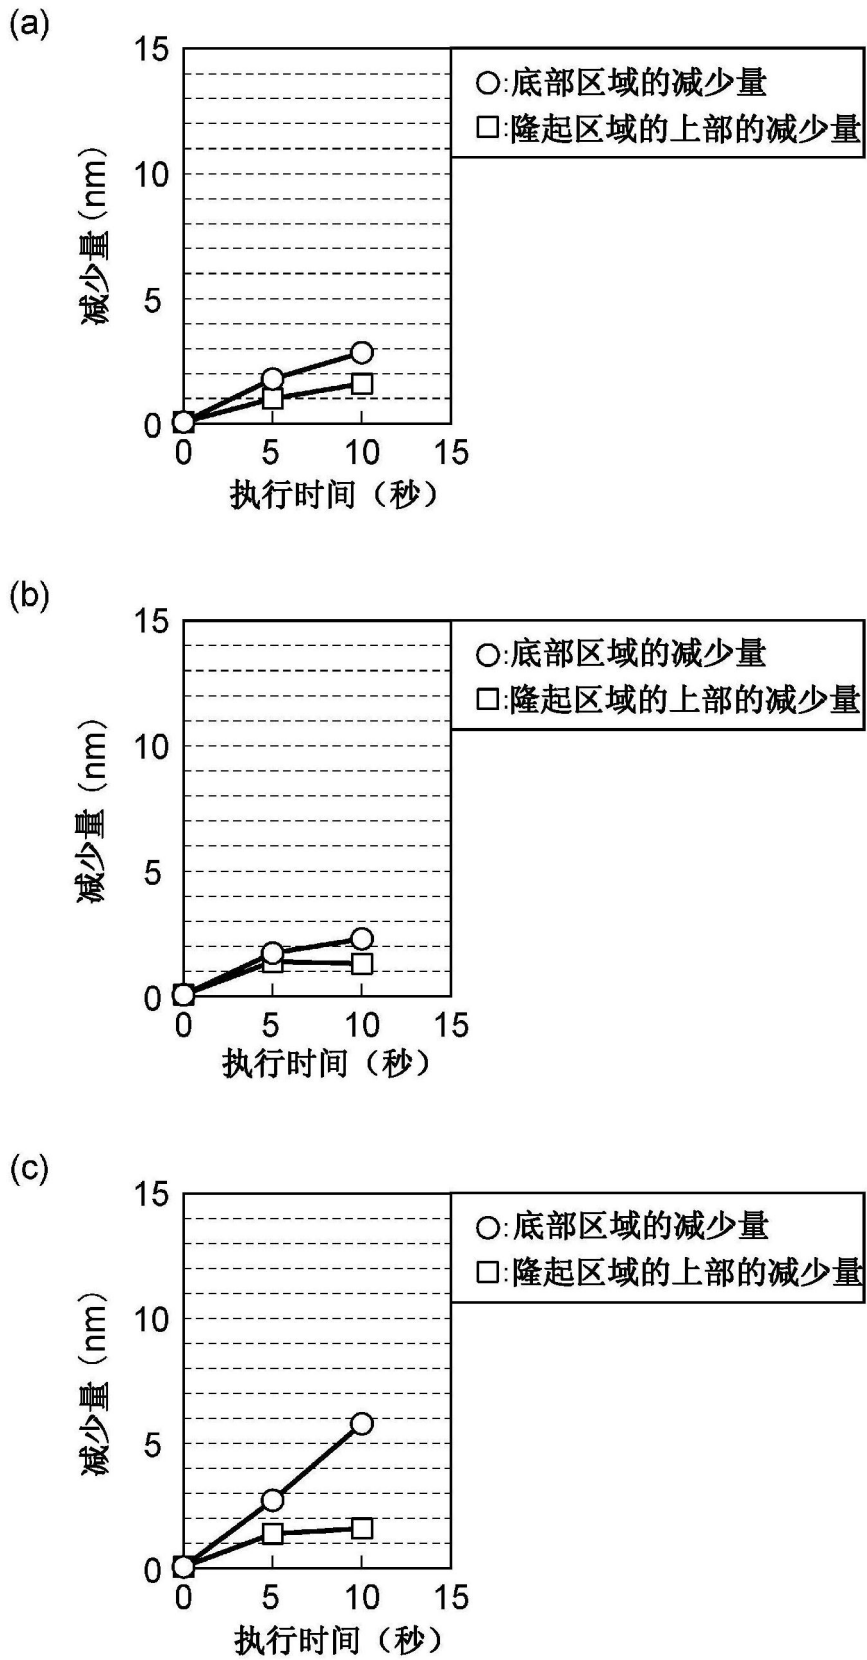 (a)
15
10
5
0
减少量(nm)
0 5 10 15
执行时间(秒)
○:底部区域的减少量
□:隆起区域的上部的减少量
(b)
15
10
5
0
减少量(nm)
0 5 10 15
执行时间(秒)
○:底部区域的减少量
□:隆起区域的上部的减少量
(c)
15
10
5
0
减少量(nm)
0 5 10 15
执行时间(秒)
○:底部区域的减少量
□:隆起区域的上部的减少量